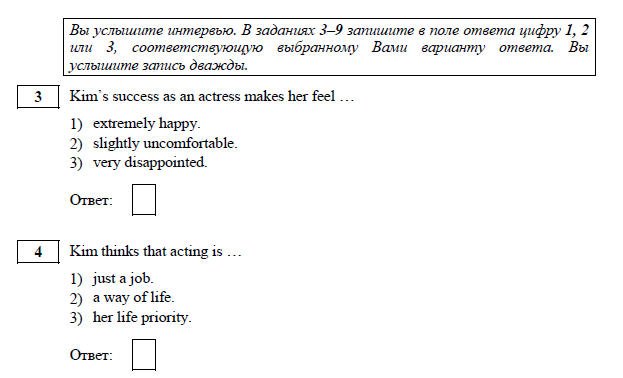 Вы услышите интервью. В заданиях 3–9 запишите в поле ответа цифру 1, 2
или 3, соответствующую выбранному Вами варианту ответа. Вы
услышите запись дважды.
3 Kim's success as an actress makes her feel …
1) extremely happy.
2) slightly uncomfortable.
3) very disappointed.
Ответ:
4 Kim thinks that acting is …
1) just a job.
2) a way of life.
3) her life priority.
Ответ: